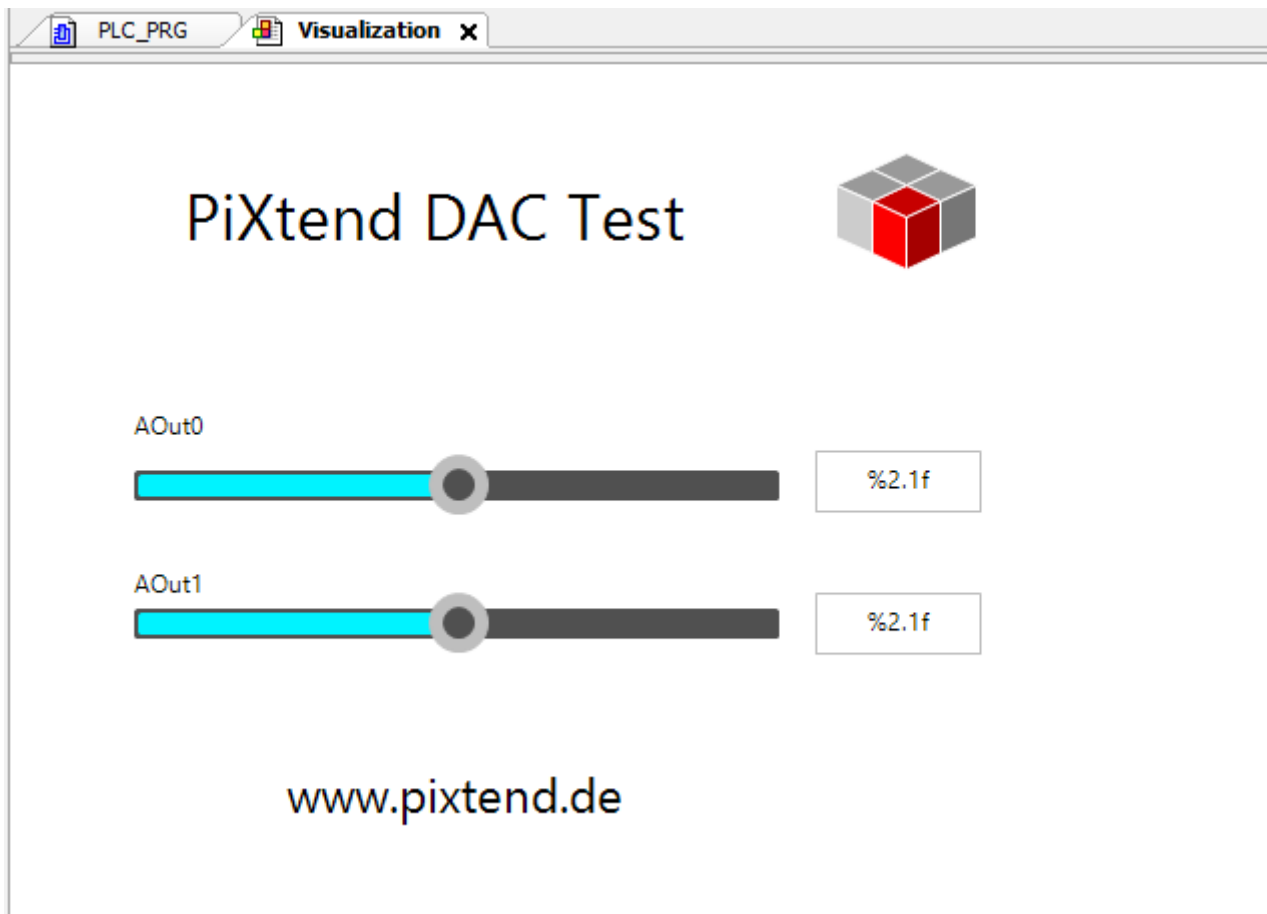 PLC_PRG Visualization
PiXtend DAC Test
AOut0
%2.1f
AOut1
%2.1f
www.pixtend.de